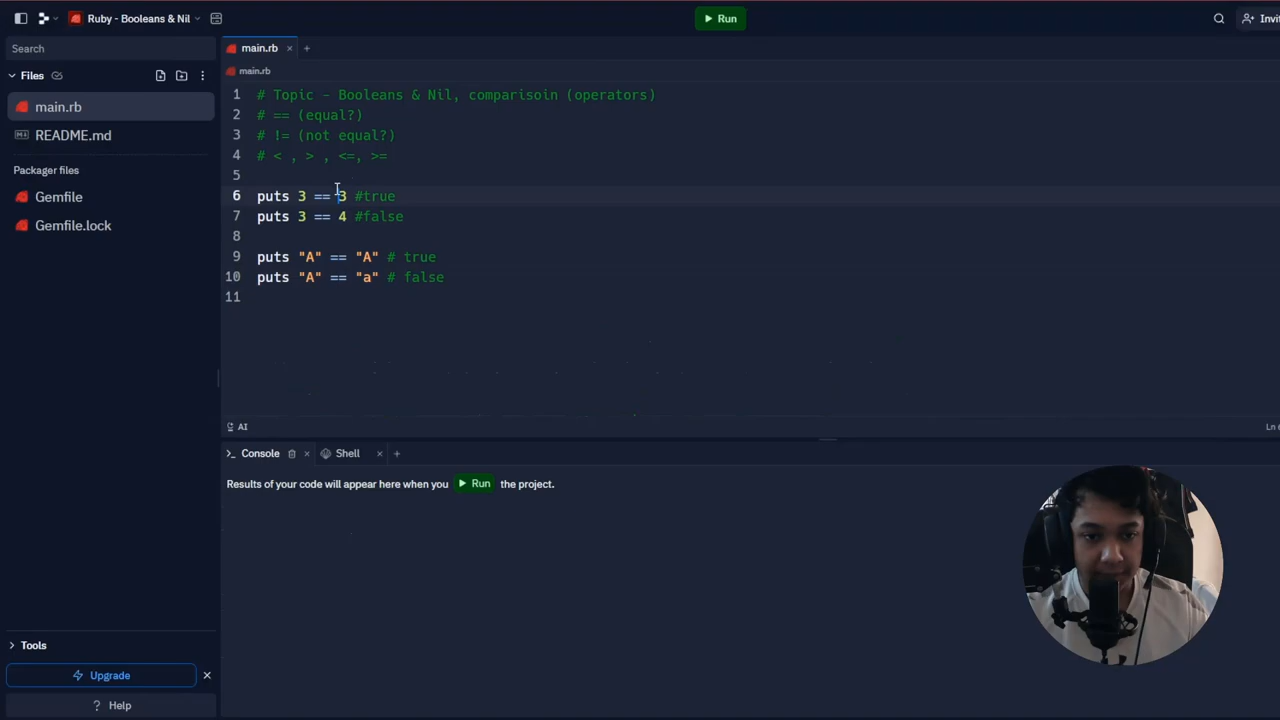 Ruby - Booleans & Nil
Run
Invi
Search
main.rb
Files
main.rb
main.rb
README.md
Packager files
Gemfile
Gemfile.lock
1 # Topic - Booleans & Nil, comparisoin (operators)
2 # == (equal?)
3 # != (not equal?)
4 # < , > , <=, >=
5
6 puts 3 == 3 #true
7 puts 3 == 4 #false
8
9 puts "A" == "A" # true
10 puts "A" == "a" # false
11
AI
Ln
Console
Shell
Results of your code will appear here when you Run the project.
Tools
Upgrade
Help